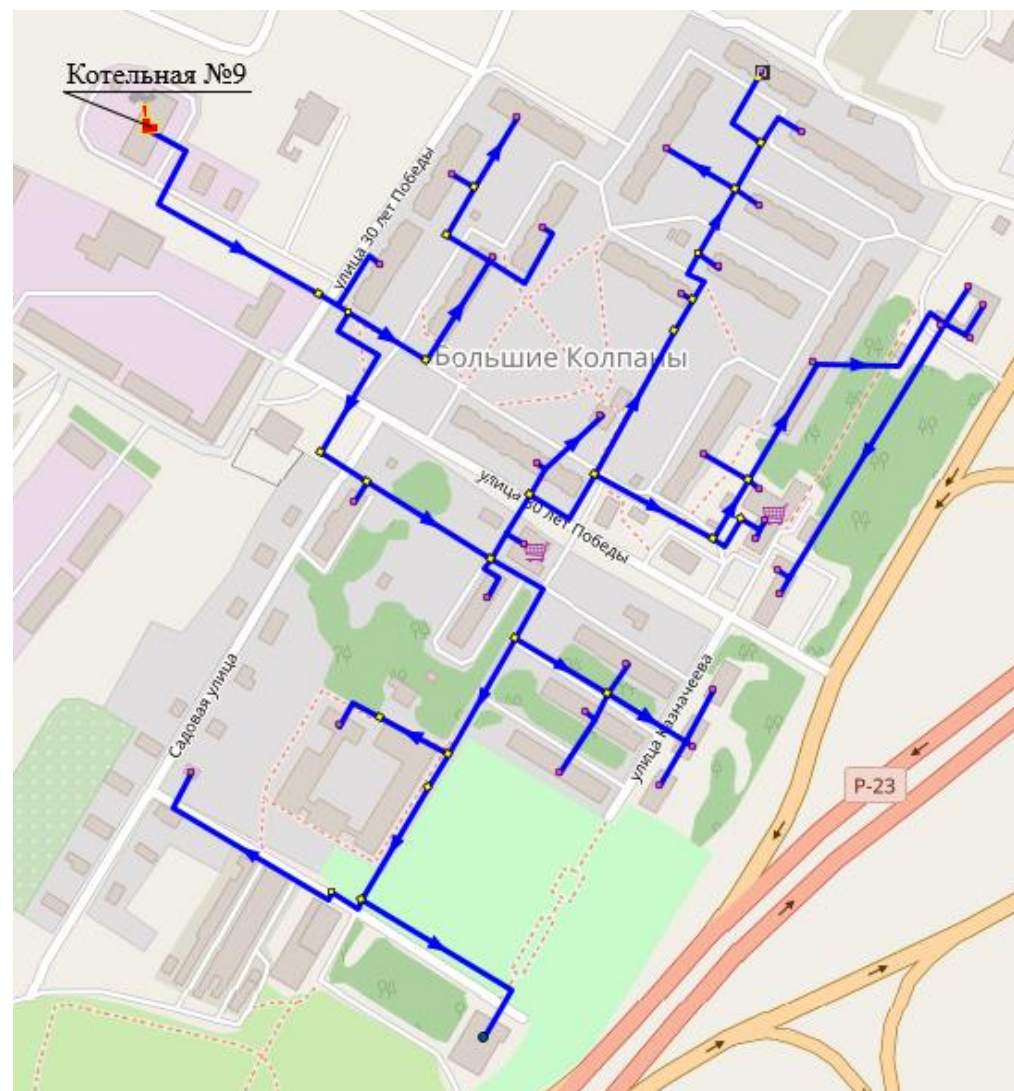 Котельная №9
улица 30 лет Победы
Большие Колпаны
улица 30 лет Победы
Садовая улица
улица Казначеева
Р-23